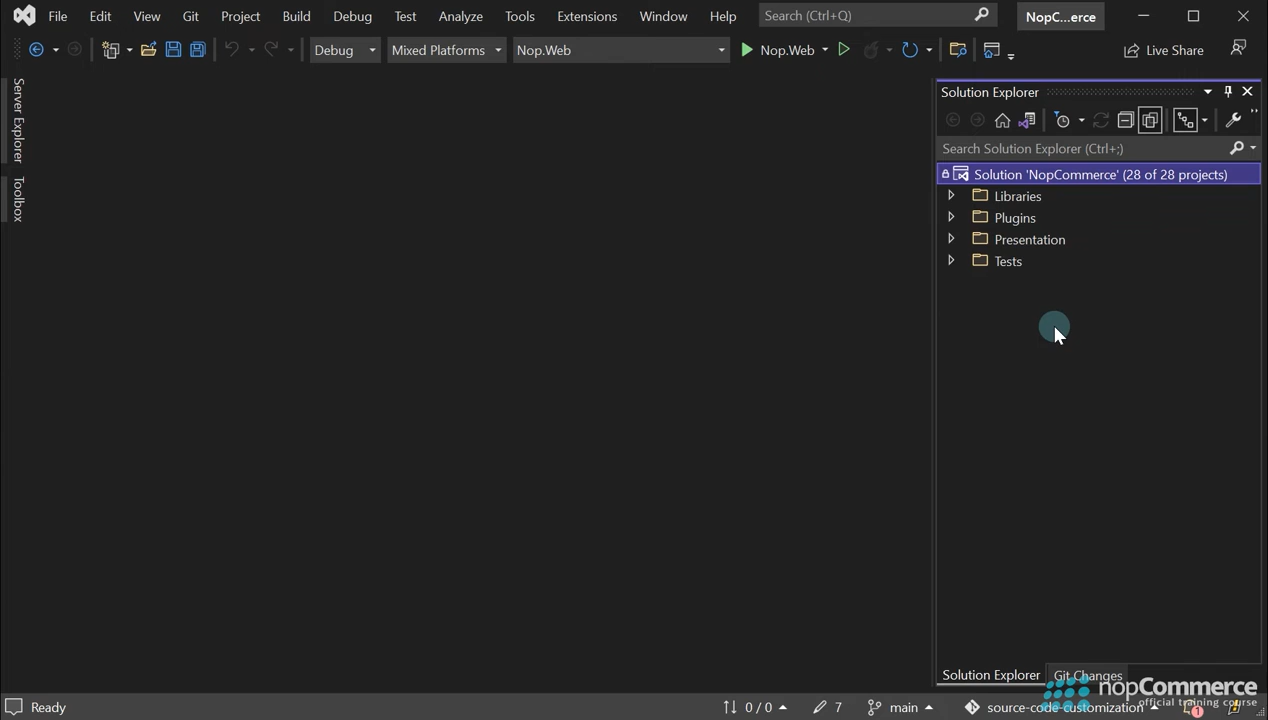 File Edit View Git Project Build Debug Test Analyze Tools Extensions Window Help Search (Ctrl+Q) NopC...erce
Debug Mixed Platforms Nop.Web Nop.Web Live Share
Server Explorer
Toolbox
Solution Explorer
Search Solution Explorer (Ctrl+;)
Solution 'NopCommerce' (28 of 28 projects)
Libraries
Plugins
Presentation
Tests
Solution Explorer Git Changes
nopCommerce
official training course
Ready 0 / 0 7 main source-code-customization 1